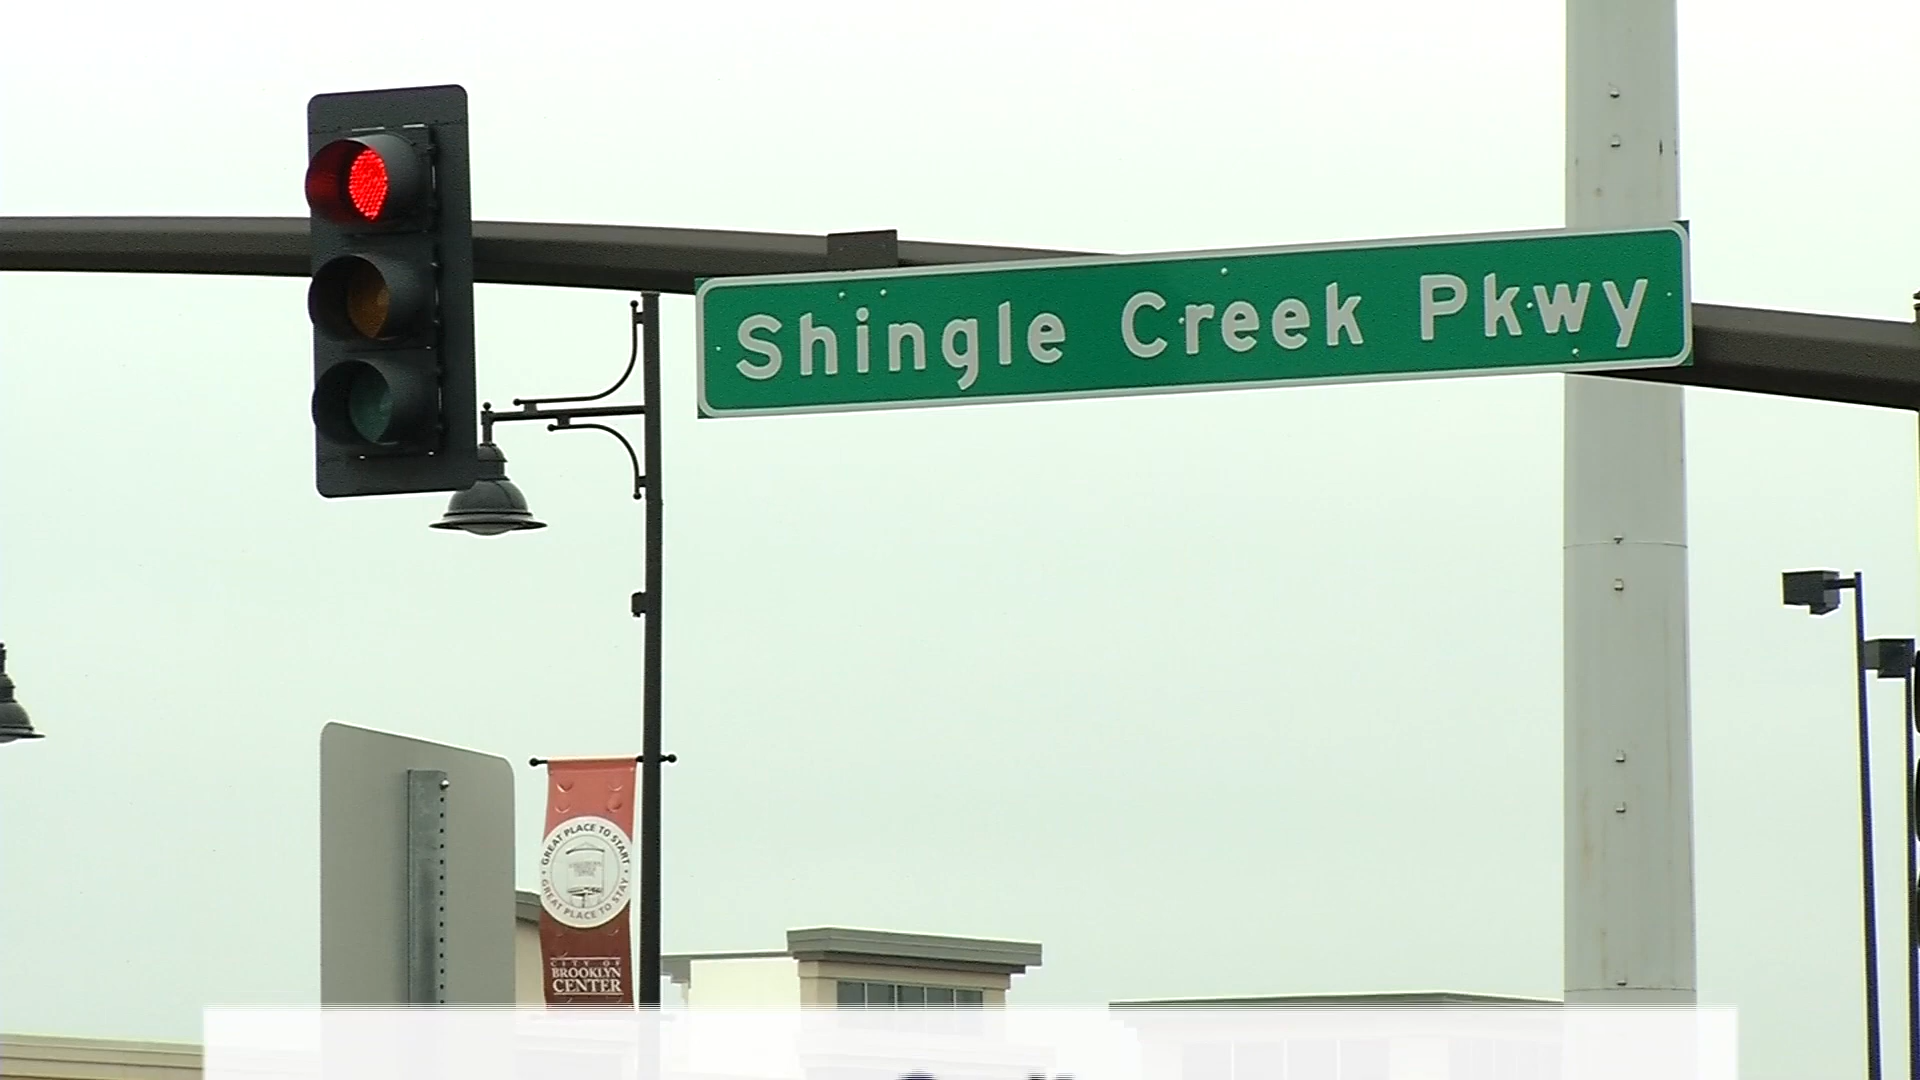 Shingle Creek Pkwy
GREAT PLACE TO START
GREAT PLACE TO STAY
CITY OF
BROOKLYN
CENTER